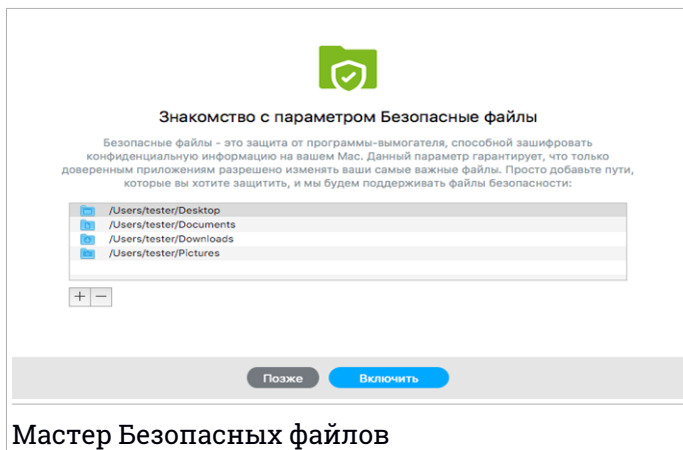 Знакомство с параметром Безопасные файлы
Безопасные файлы - это защита от программы-вымогателя, способной зашифровать
конфиденциальную информацию на вашем Mac. Данный параметр гарантирует, что только
доверенным приложениям разрешено изменять ваши самые важные файлы. Просто добавьте пути,
которые вы хотите защитить, и мы будем поддерживать файлы безопасности:
/Users/tester/Desktop
/Users/tester/Documents
/Users/tester/Downloads
/Users/tester/Pictures
+ −
Позже Включить
Мастер Безопасных файлов